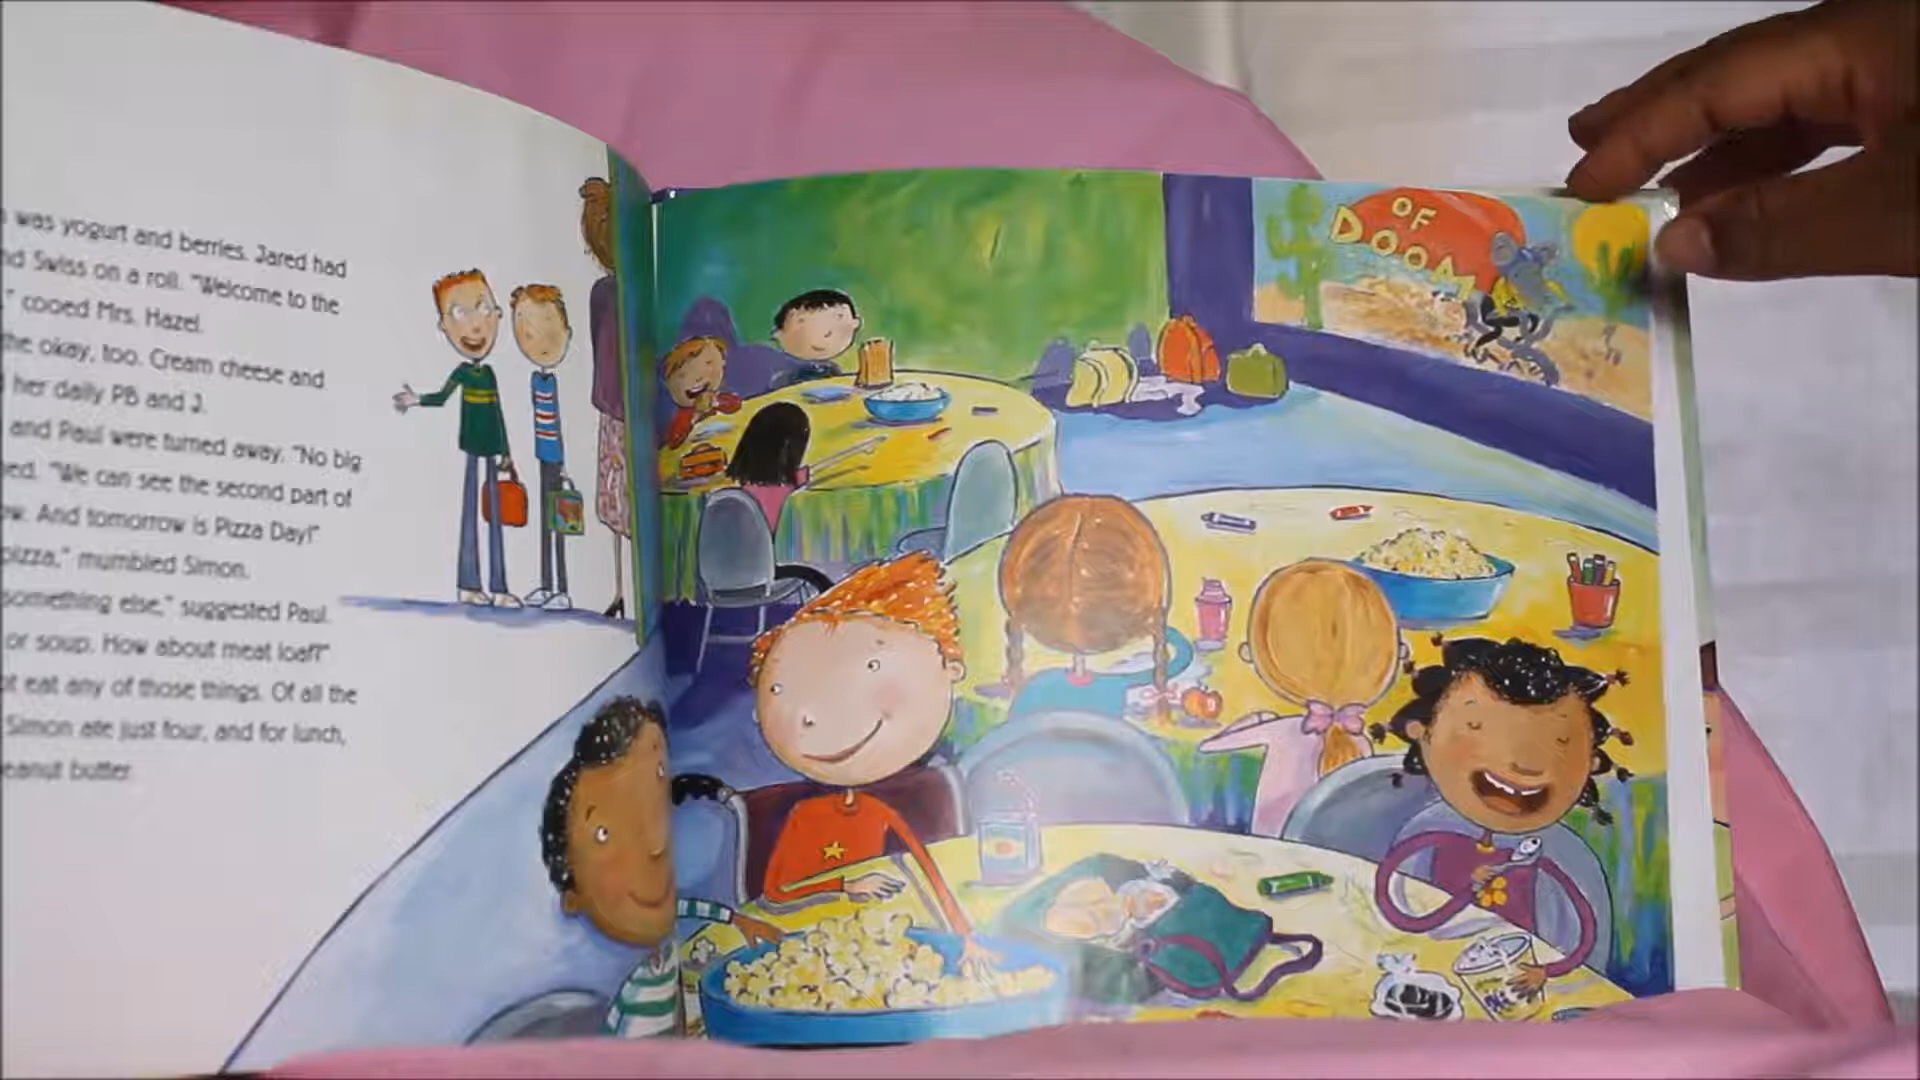 was yogurt and berries. Jared had
nd Swiss on a roll. "Welcome to the
," cooed Mrs. Hazel.
the okay, too. Cream cheese and
her daily PB and J.
and Paul were turned away. "No big
ed. "We can see the second part of
ow. And tomorrow is Pizza Day!"
pizza," mumbled Simon.
something else," suggested Paul.
or soup. How about meat loaf?"
ot eat any of those things. Of all the
Simon ate just four, and for lunch,
eanut butter.
OF
DOOM